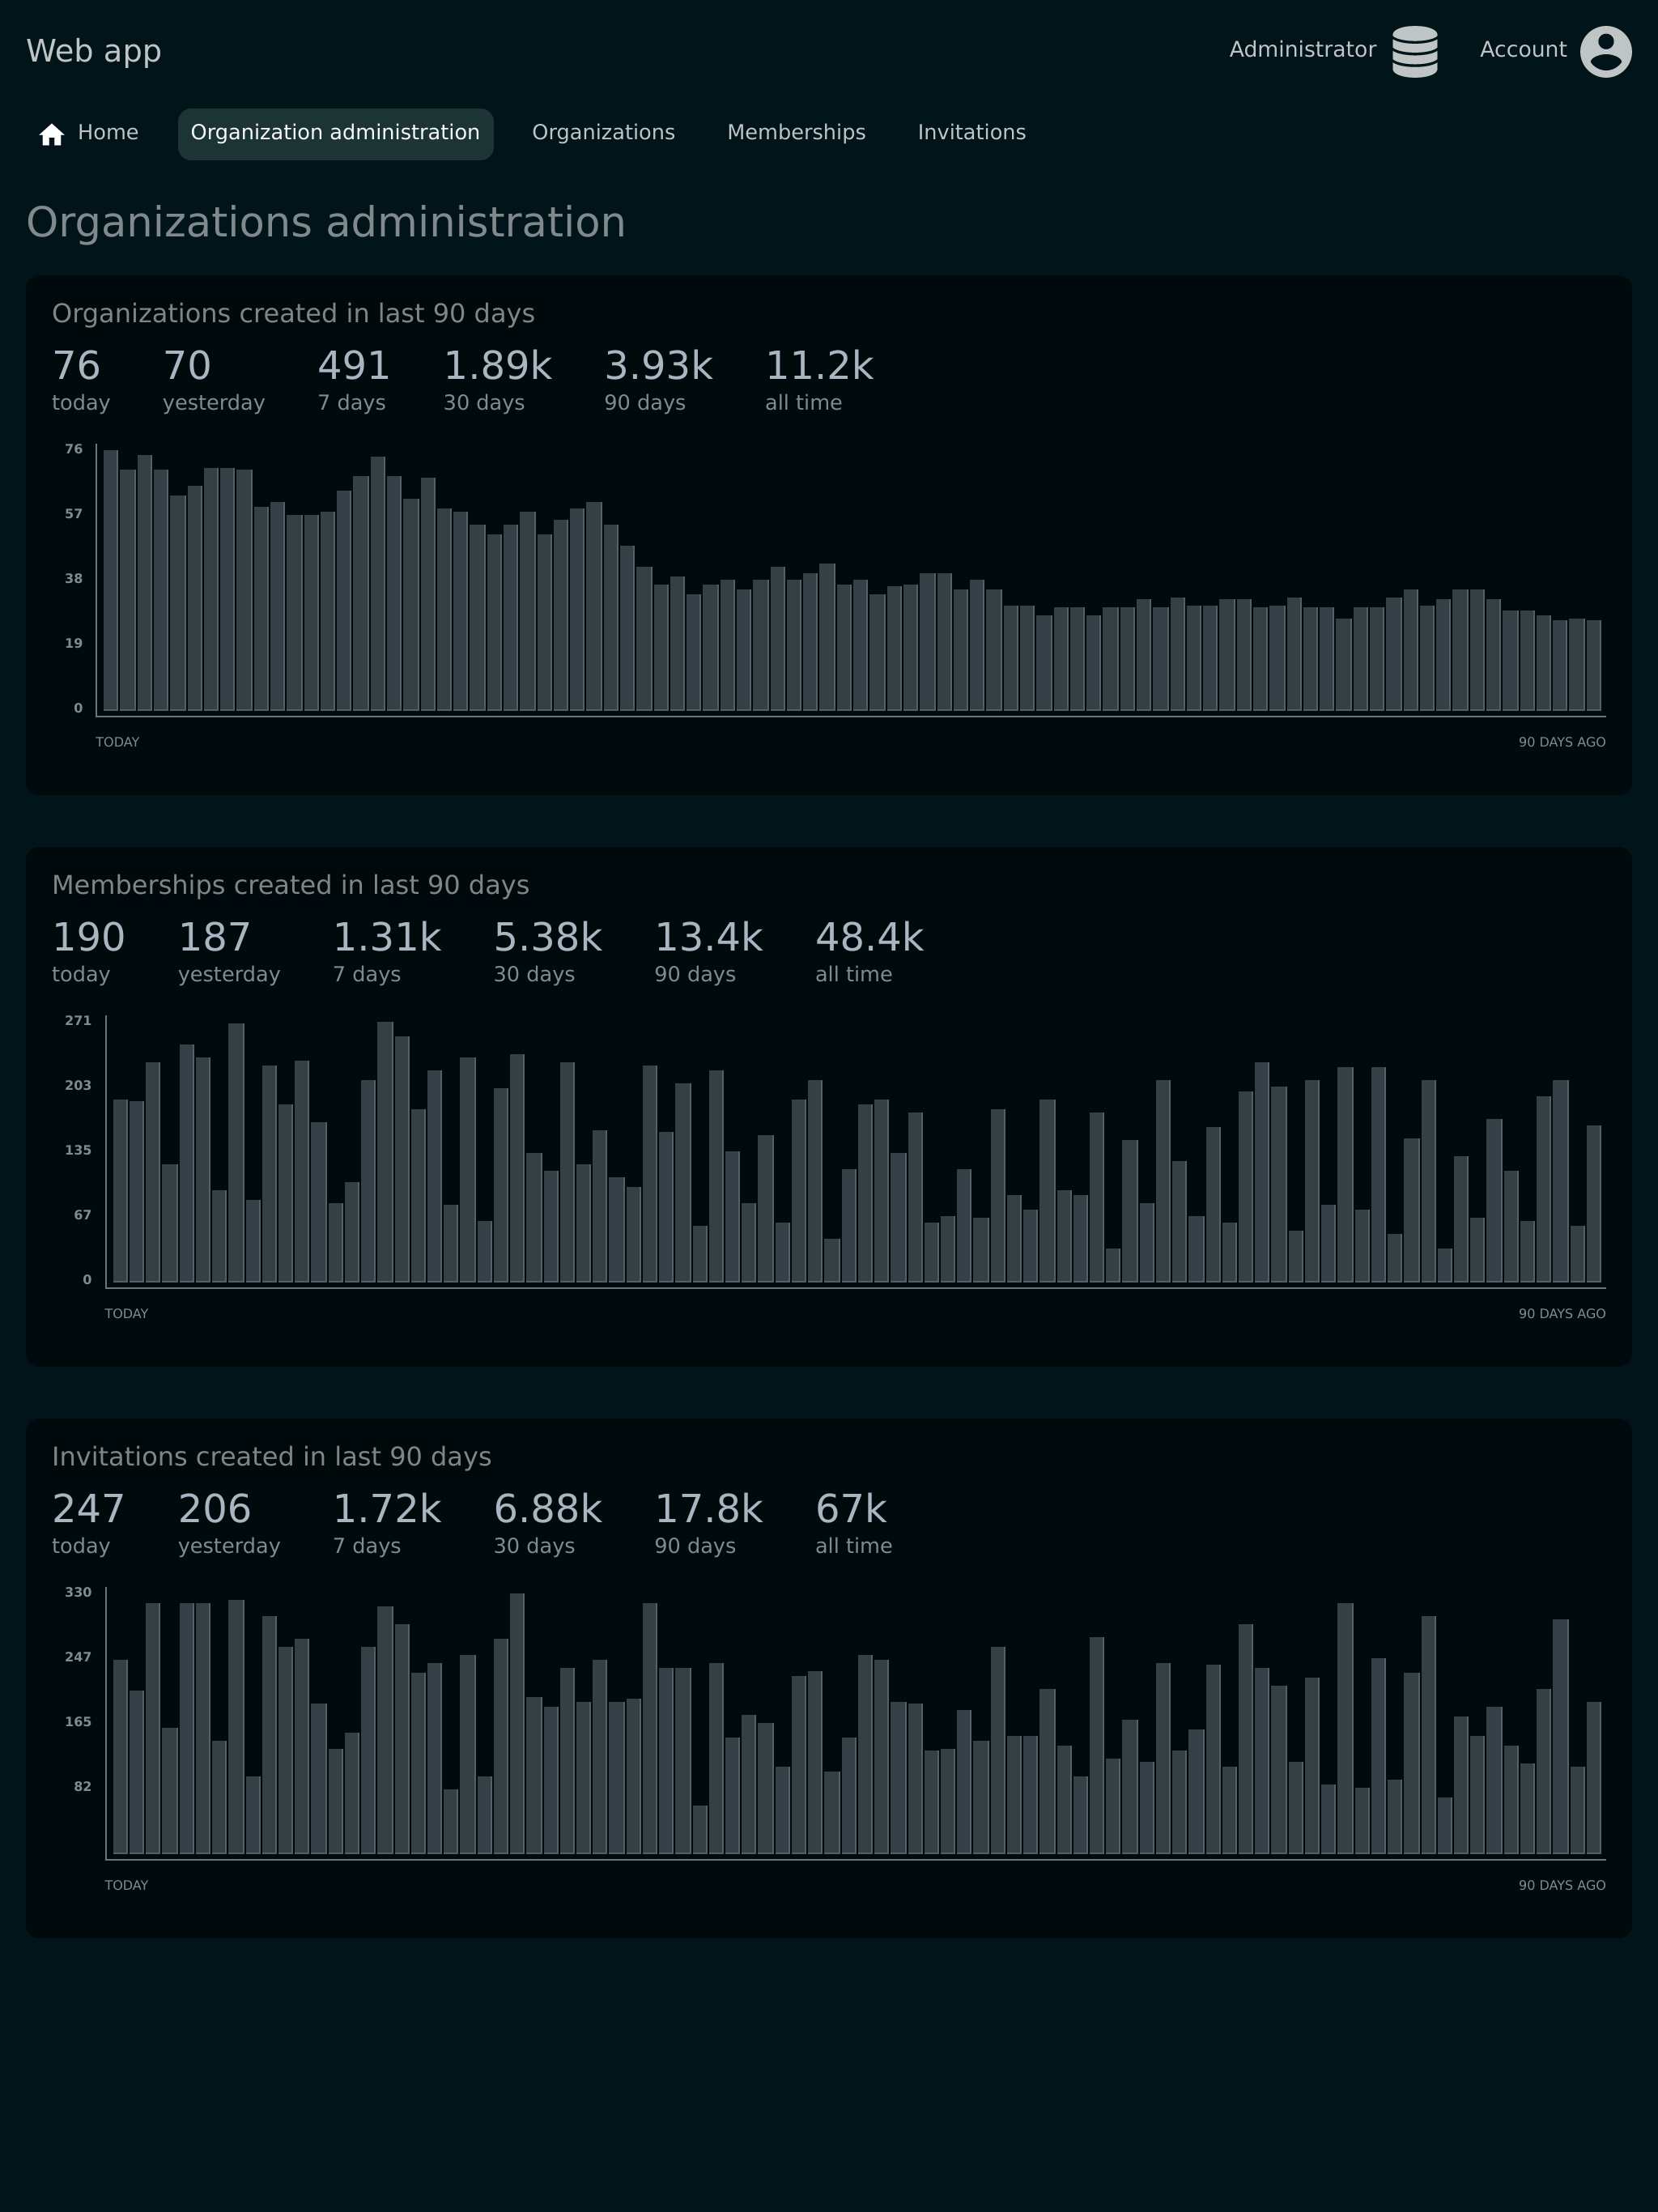 Web app
Administrator
Account
Home
Organization administration
Organizations
Memberships
Invitations
Organizations administration
Organizations created in last 90 days
76 70 491 1.89k 3.93k 11.2k
today yesterday 7 days 30 days 90 days all time
76
57
38
19
0
TODAY 90 DAYS AGO
Memberships created in last 90 days
190 187 1.31k 5.38k 13.4k 48.4k
today yesterday 7 days 30 days 90 days all time
271
203
135
67
0
TODAY 90 DAYS AGO
Invitations created in last 90 days
247 206 1.72k 6.88k 17.8k 67k
today yesterday 7 days 30 days 90 days all time
330
247
165
82
TODAY 90 DAYS AGO